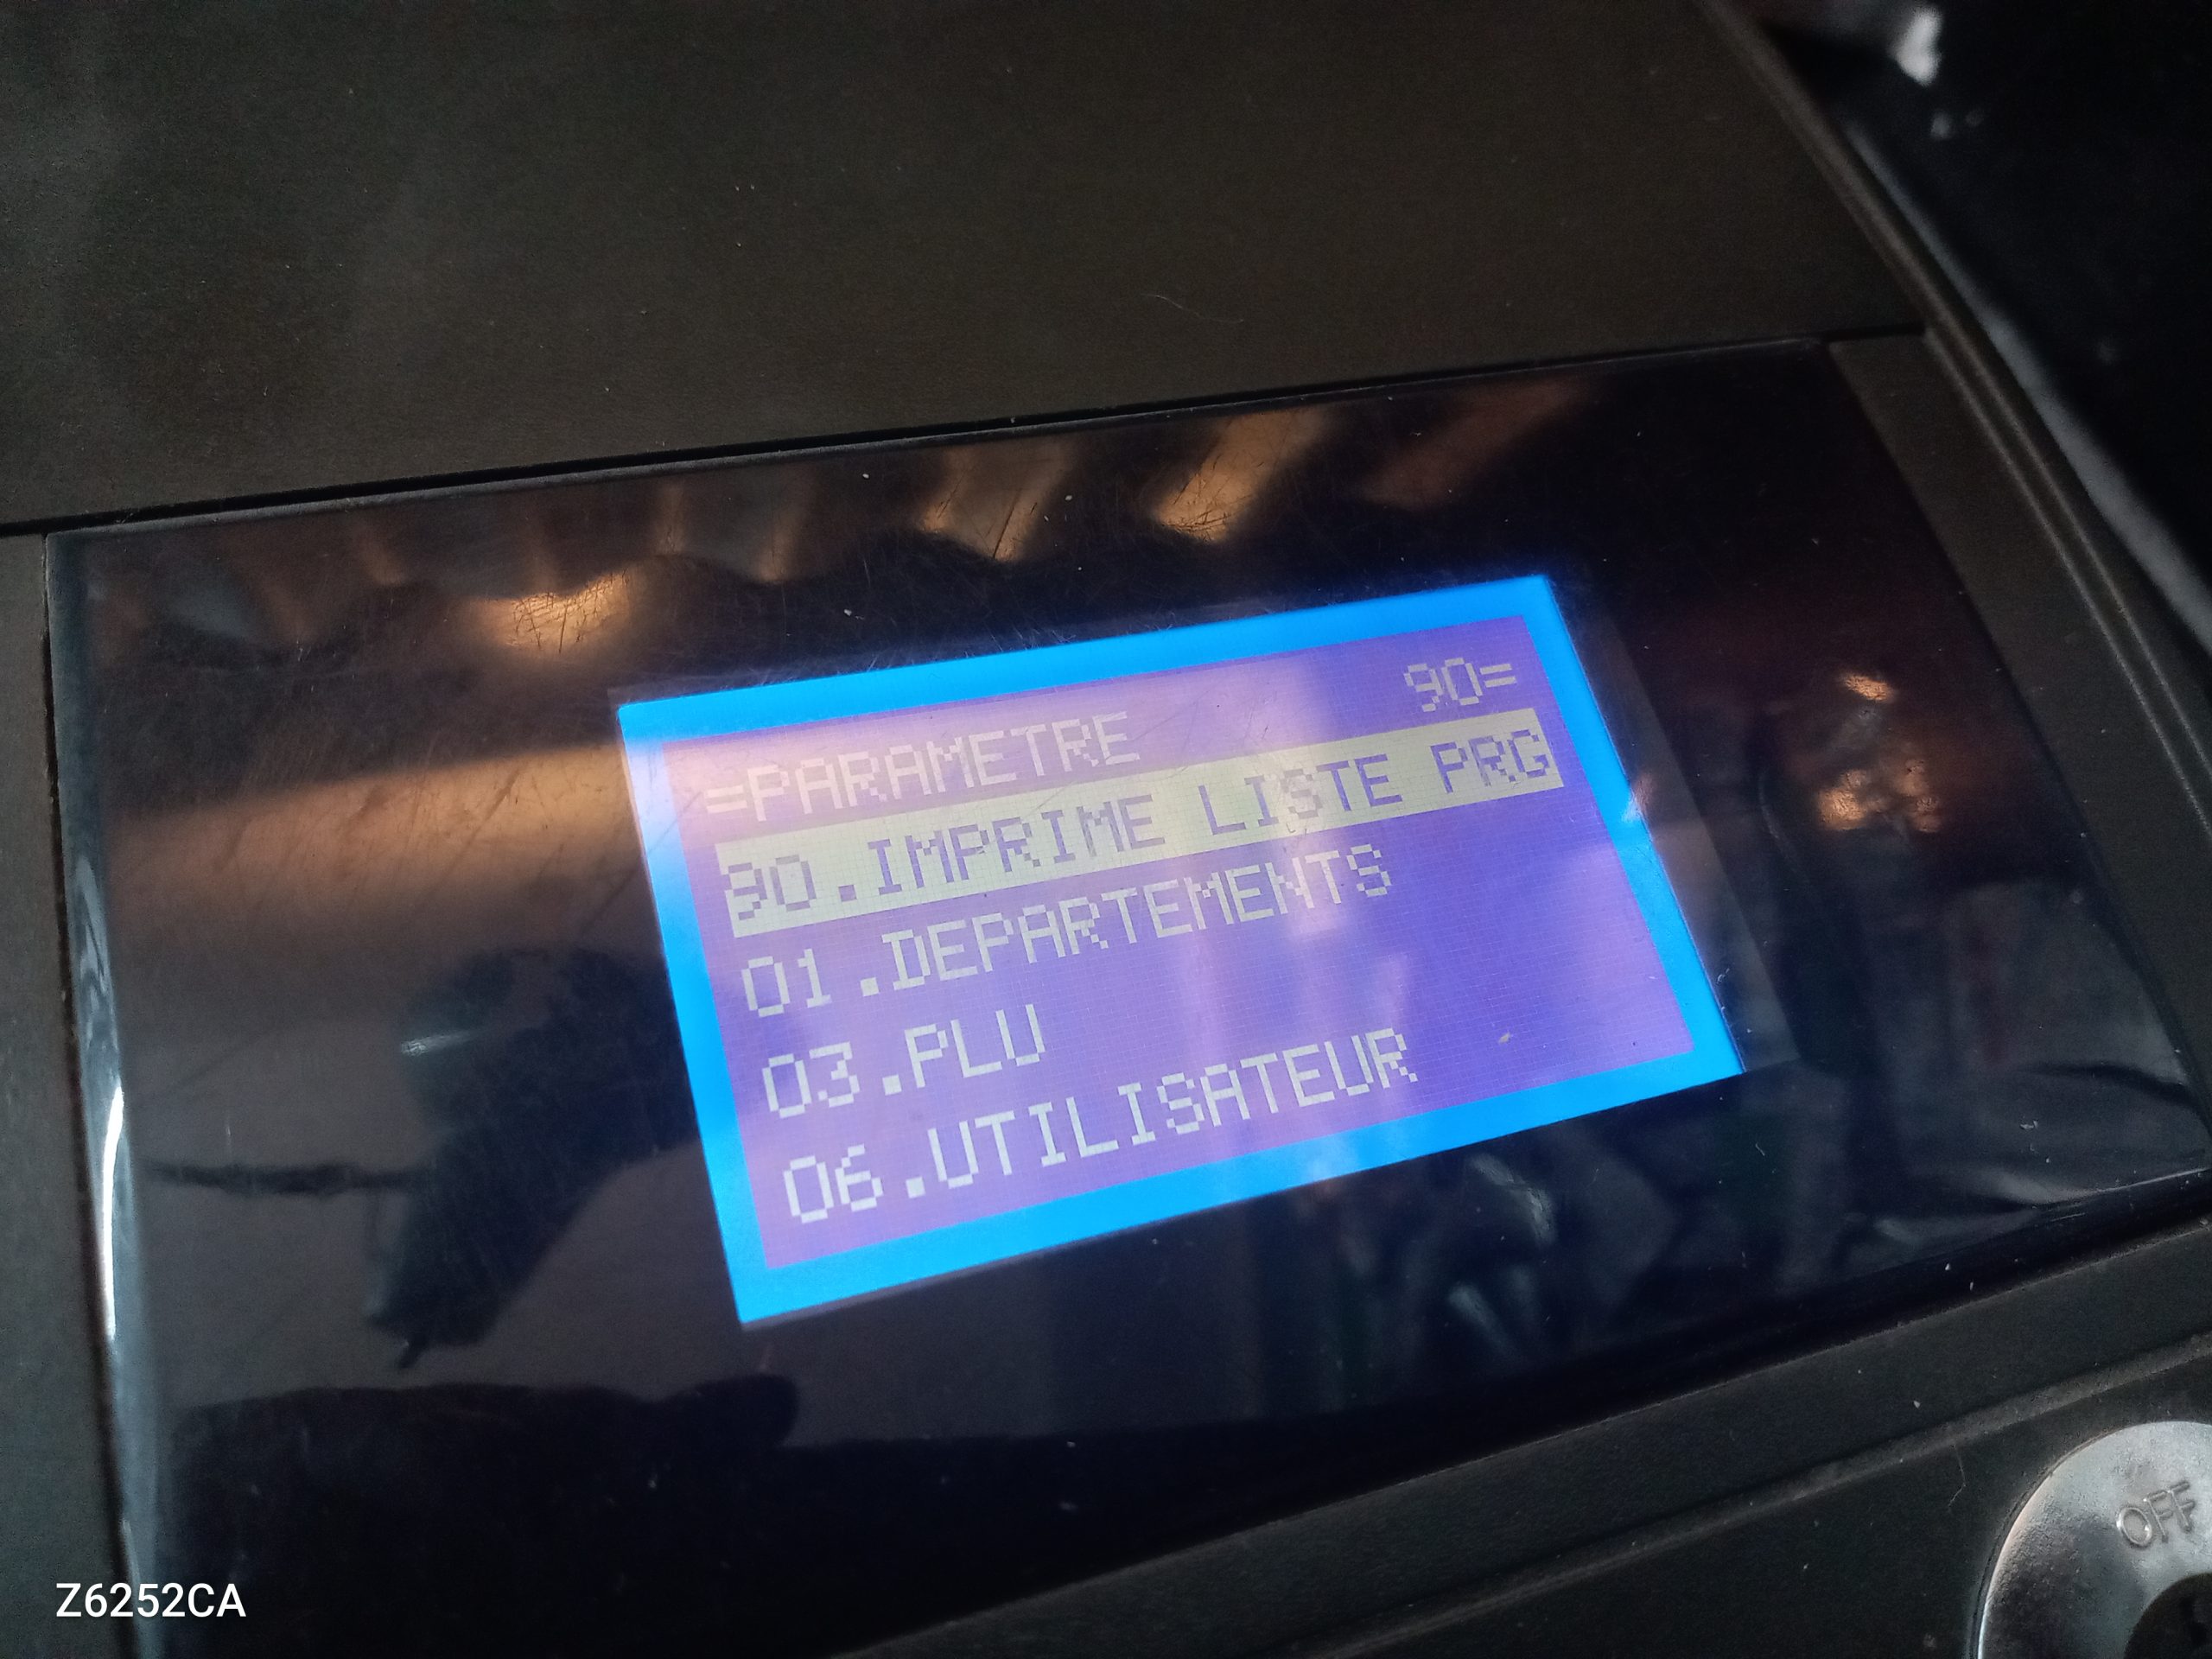 =PARAMETRE 90=
90.IMPRIME LISTE PRG
01.DEPARTEMENTS
03.PLU
06.UTILISATEUR
OFF
Z6252CA